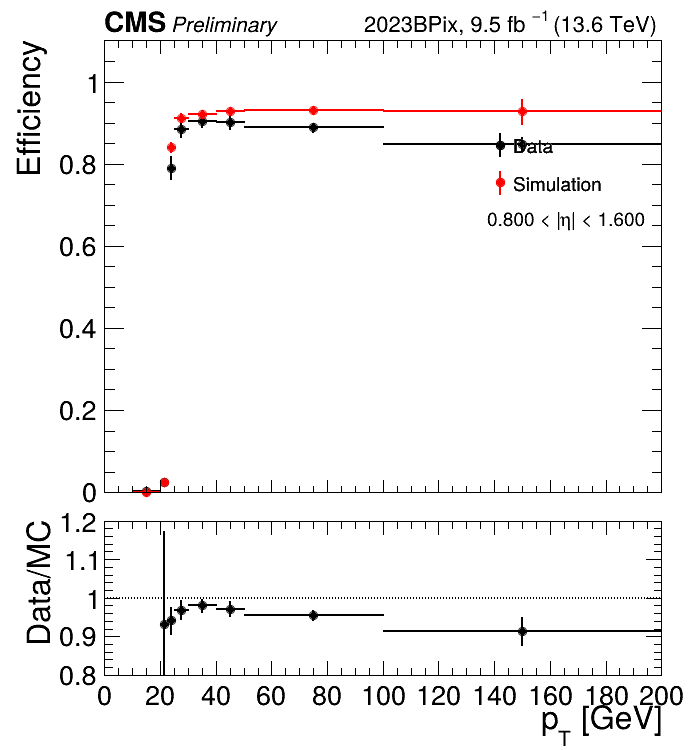 CMS Preliminary 2023BPix, 9.5 fb⁻¹ (13.6 TeV)
Efficiency
1
0.8
0.6
0.4
0.2
0
Data
Simulation
0.800 < |η| < 1.600
Data/MC
1.2
1.1
1
0.9
0.8
0 20 40 60 80 100 120 140 160 180 200
p_T [GeV]